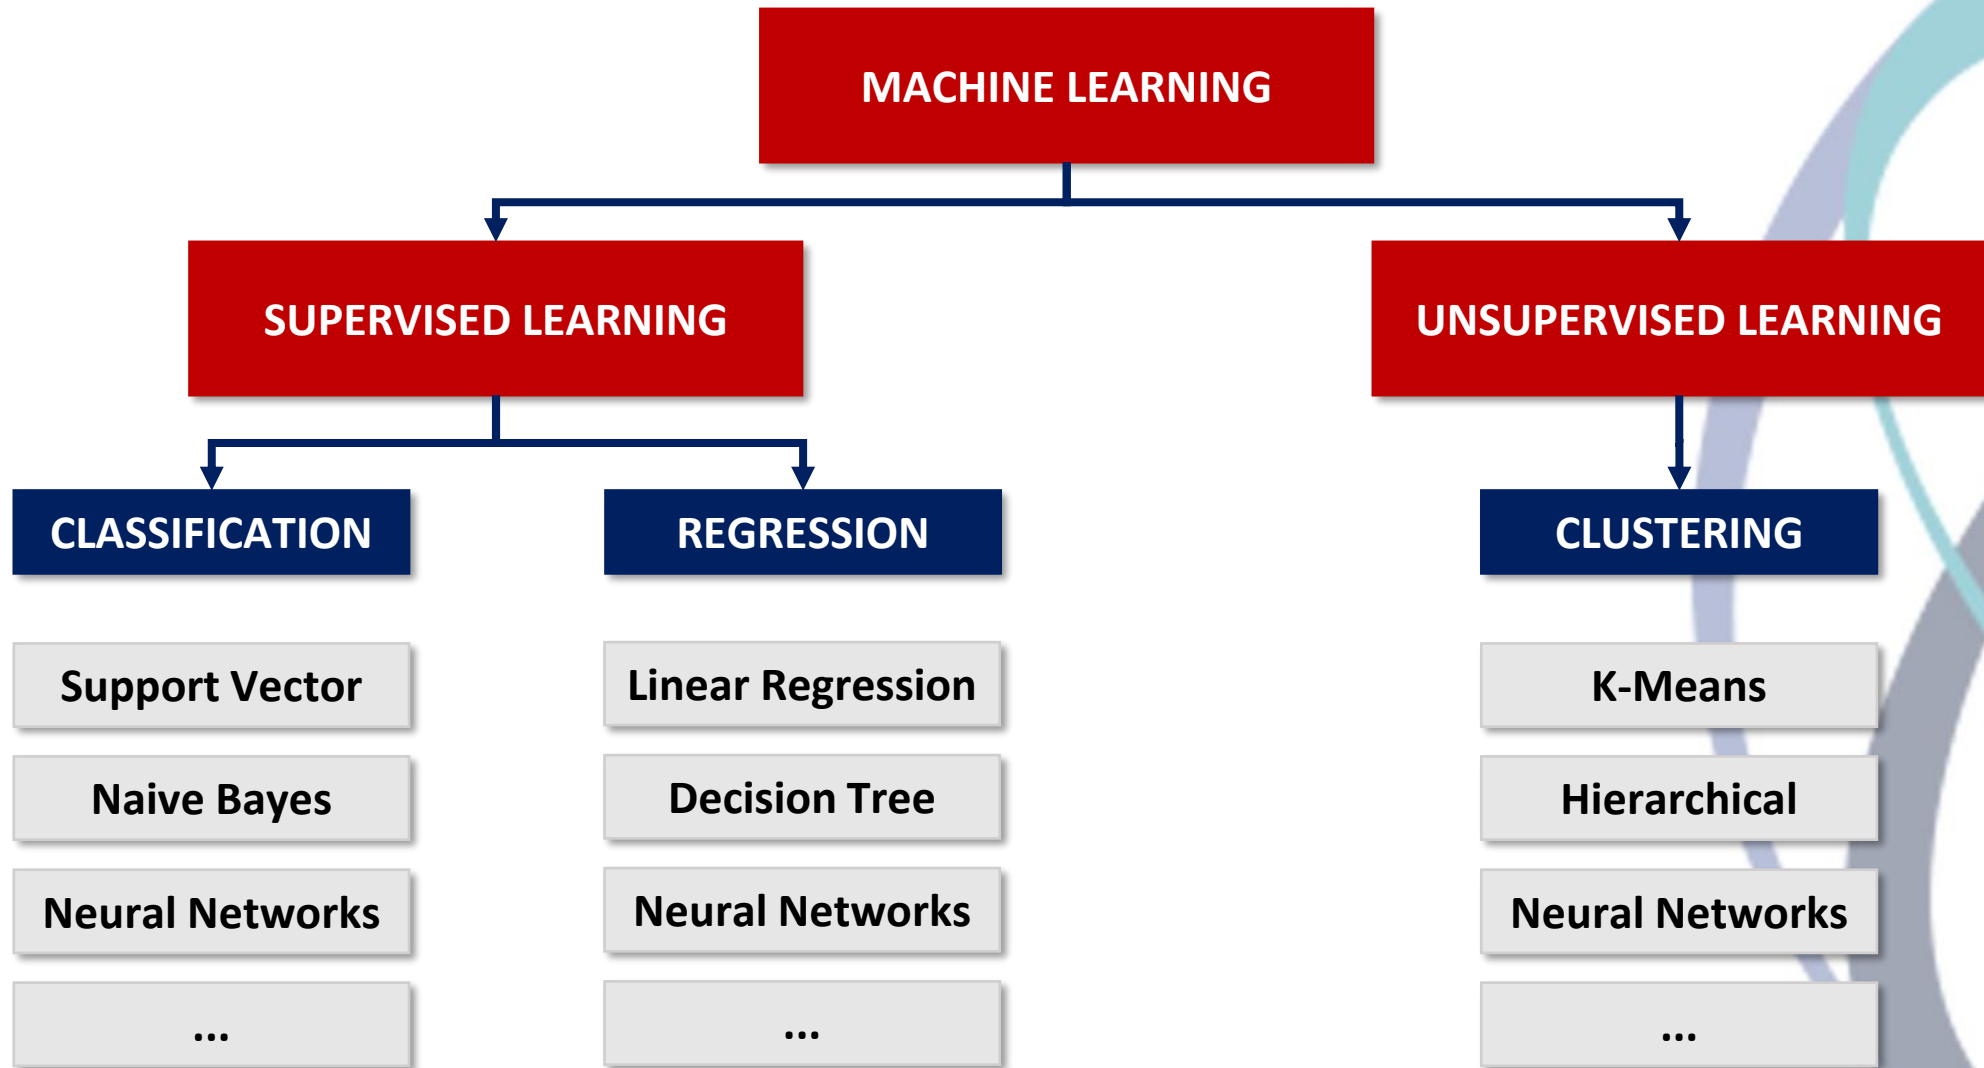 MACHINE LEARNING
SUPERVISED LEARNING
UNSUPERVISED LEARNING
CLASSIFICATION
REGRESSION
CLUSTERING
Support Vector
Linear Regression
K-Means
Naive Bayes
Decision Tree
Hierarchical
Neural Networks
Neural Networks
Neural Networks
...
...
...